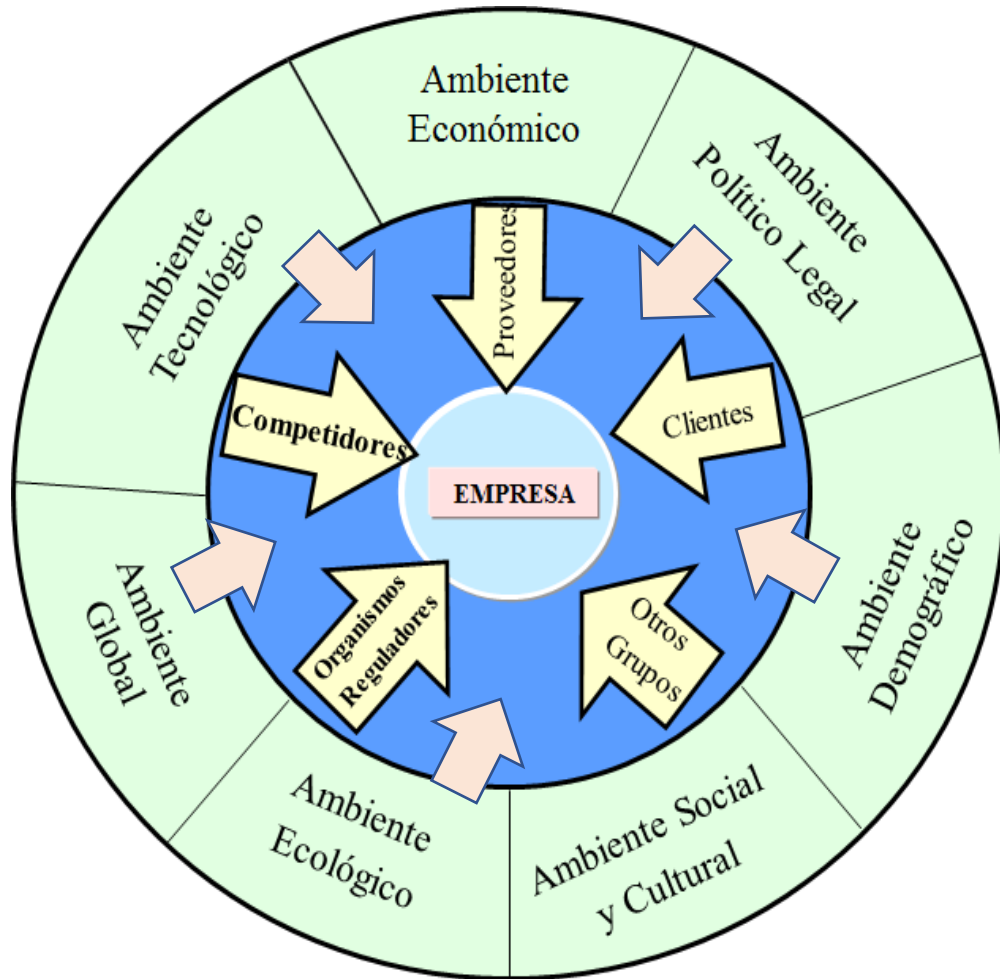 Ambiente
Económico
Ambiente
Político Legal
Ambiente
Demográfico
Ambiente Social
y Cultural
Ambiente
Ecológico
Ambiente
Global
Ambiente
Tecnológico
Proveedores
Clientes
Otros
Grupos
Organismos
Reguladores
Competidores
EMPRESA